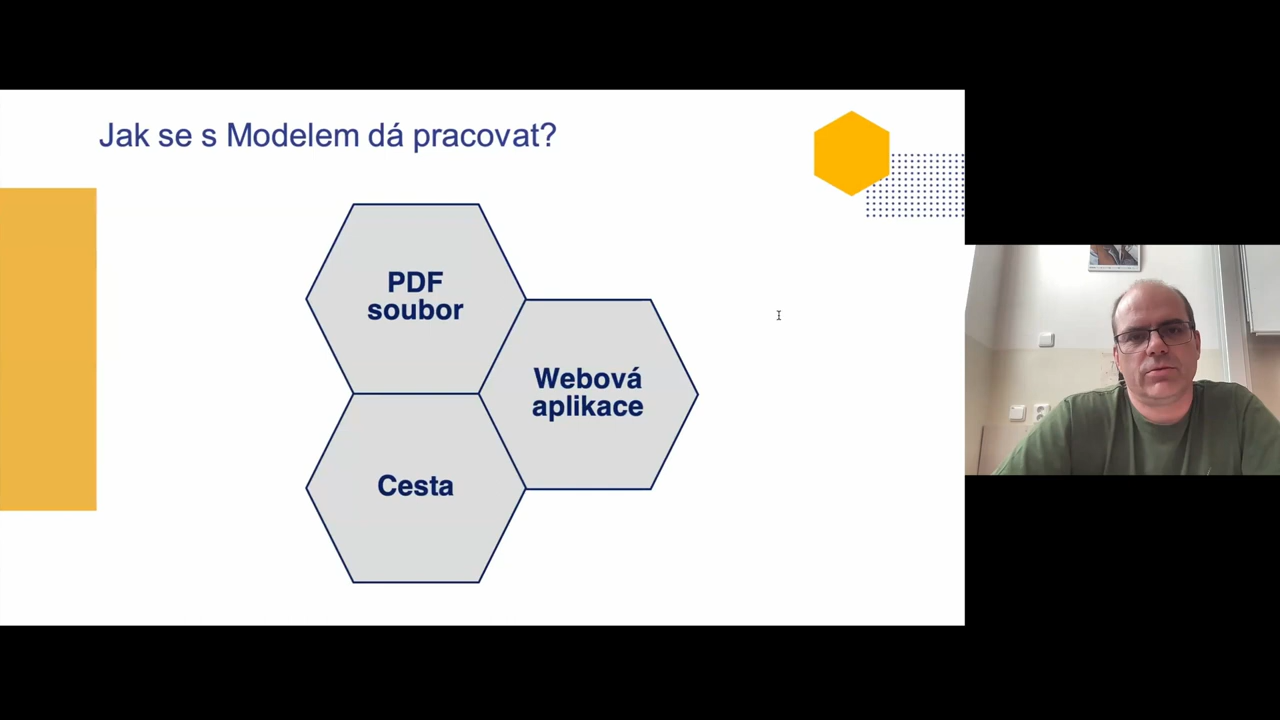 Jak se s Modelem dá pracovat?
PDF
soubor
Webová
aplikace
Cesta